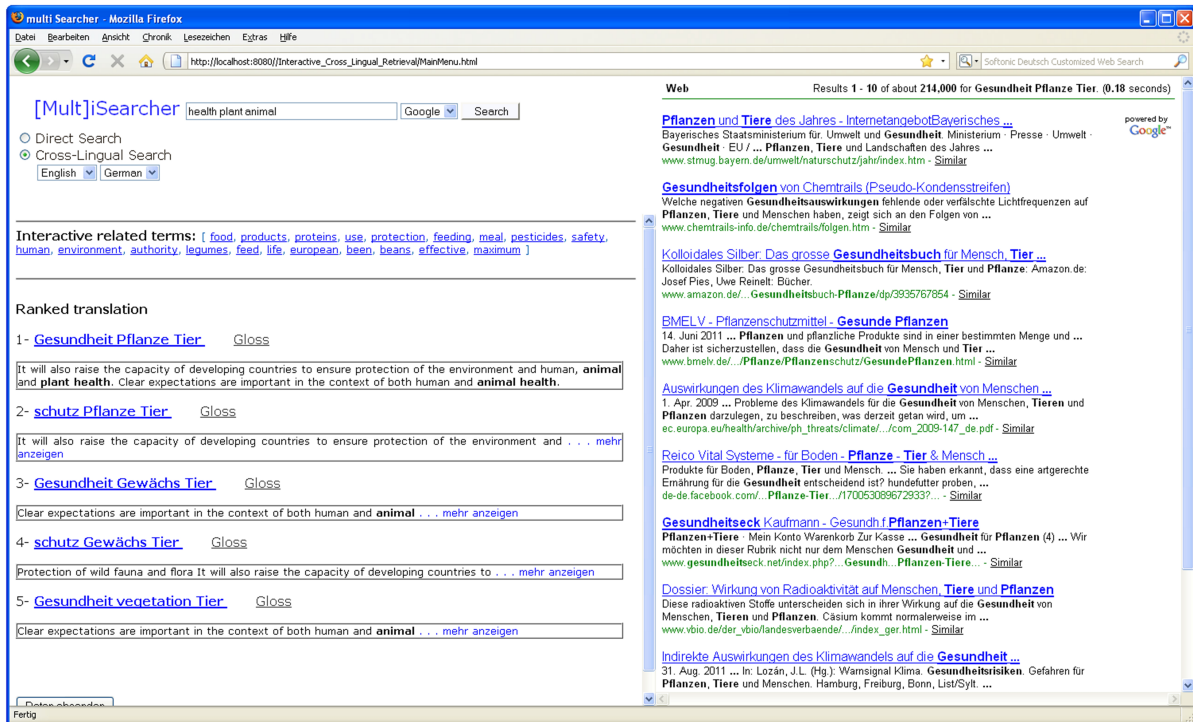 multi Searcher - Mozilla Firefox
Datei Bearbeiten Ansicht Chronik Lesezeichen Extras Hilfe
http://localhost:8080//Interactive_Cross_Lingual_Retrieval/MainMenu.html
Softonic Deutsch Customized Web Search
[Mult]iSearcher
health plant animal
Google
Search
Direct Search
Cross-Lingual Search
English
German
Interactive related terms: [ food, products, proteins, use, protection, feeding, meal, pesticides, safety,
human, environment, authority, legumes, feed, life, european, been, beans, effective, maximum ]
Ranked translation
1- Gesundheit Pflanze Tier Gloss
It will also raise the capacity of developing countries to ensure protection of the environment and human, animal
and plant health. Clear expectations are important in the context of both human and animal health.
2- schutz Pflanze Tier Gloss
It will also raise the capacity of developing countries to ensure protection of the environment and . . . mehr
anzeigen
3- Gesundheit Gewächs Tier Gloss
Clear expectations are important in the context of both human and animal . . . mehr anzeigen
4- schutz Gewächs Tier Gloss
Protection of wild fauna and flora It will also raise the capacity of developing countries to . . . mehr anzeigen
5- Gesundheit vegetation Tier Gloss
Clear expectations are important in the context of both human and animal . . . mehr anzeigen
Web Results 1 - 10 of about 214,000 for Gesundheit Pflanze Tier. (0.18 seconds)
powered by
Google™
Pflanzen und Tiere des Jahres - InternetangebotBayerisches ...
Bayerisches Staatsministerium für. Umwelt und Gesundheit. Ministerium · Presse · Umwelt ·
Gesundheit · EU / ... Pflanzen, Tiere und Landschaften des Jahres ...
www.stmug.bayern.de/umwelt/naturschutz/jahr/index.htm - Similar
Gesundheitsfolgen von Chemtrails (Pseudo-Kondensstreifen)
Welche negativen Gesundheitsauswirkungen fehlende oder verfälschte Lichtfrequenzen auf
Pflanzen, Tiere und Menschen haben, zeigt sich an den Folgen von ...
www.chemtrails-info.de/chemtrails/folgen.htm - Similar
Kolloidales Silber: Das grosse Gesundheitsbuch für Mensch, Tier ...
Kolloidales Silber: Das grosse Gesundheitsbuch für Mensch, Tier und Pflanze: Amazon.de:
Josef Pies, Uwe Reinelt: Bücher.
www.amazon.de/...Gesundheitsbuch-Pflanze/dp/3935767854 - Similar
BMELV - Pflanzenschutzmittel - Gesunde Pflanzen
14. Juni 2011 ... Pflanzen und pflanzliche Produkte sind in einer bestimmten Menge und ...
Daher ist sicherzustellen, dass die Gesundheit von Mensch und Tier ...
www.bmelv.de/.../Pflanze/Pflanzenschutz/GesundePflanzen.html - Similar
Auswirkungen des Klimawandels auf die Gesundheit von Menschen ...
1. Apr. 2009 ... Probleme des Klimawandels für die Gesundheit von Menschen, Tieren und
Pflanzen darzulegen, zu beschreiben, was derzeit getan wird, um ...
ec.europa.eu/health/archive/ph_threats/climate/.../com_2009-147_de.pdf - Similar
Reico Vital Systeme - für Boden - Pflanze - Tier & Mensch ...
Produkte für Boden, Pflanze, Tier und Mensch. ... Sie haben erkannt, dass eine artgerechte
Ernährung für die Gesundheit entscheidend ist? hundefutter proben, ...
de-de.facebook.com/...Pflanze-Tier.../170053089672933?... - Similar
Gesundheitseck Kaufmann - Gesundh.f.Pflanzen+Tiere
Pflanzen+Tiere · Mein Konto Warenkorb Zur Kasse ... Gesundheit für Pflanzen (4) ... Wir
möchten in dieser Rubrik nicht nur dem Menschen Gesundheit und ...
www.gesundheitseck.net/index.php?...Gesundh...Pflanzen-Tiere... - Similar
Dossier: Wirkung von Radioaktivität auf Menschen, Tiere und Pflanzen
Diese radioaktiven Stoffe unterscheiden sich in ihrer Wirkung auf die Gesundheit von
Menschen, Tieren und Pflanzen. Cäsium kommt normalerweise im ...
www.vbio.de/der_vbio/landesverbaende/.../index_ger.html - Similar
Indirekte Auswirkungen des Klimawandels auf die Gesundheit ...
31. Aug. 2011 ... In: Lozán, J.L. (Hg.): Warnsignal Klima. Gesundheitsrisiken. Gefahren für
Pflanzen, Tiere und Menschen. Hamburg, Freiburg, Bonn, List/Sylt. ...
Fertig